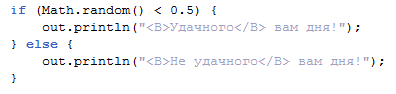 if (Math.random() < 0.5) {
    out.println("<B>Удачного</B> вам дня!");
} else {
    out.println("<B>Не удачного</B> вам дня!");
}